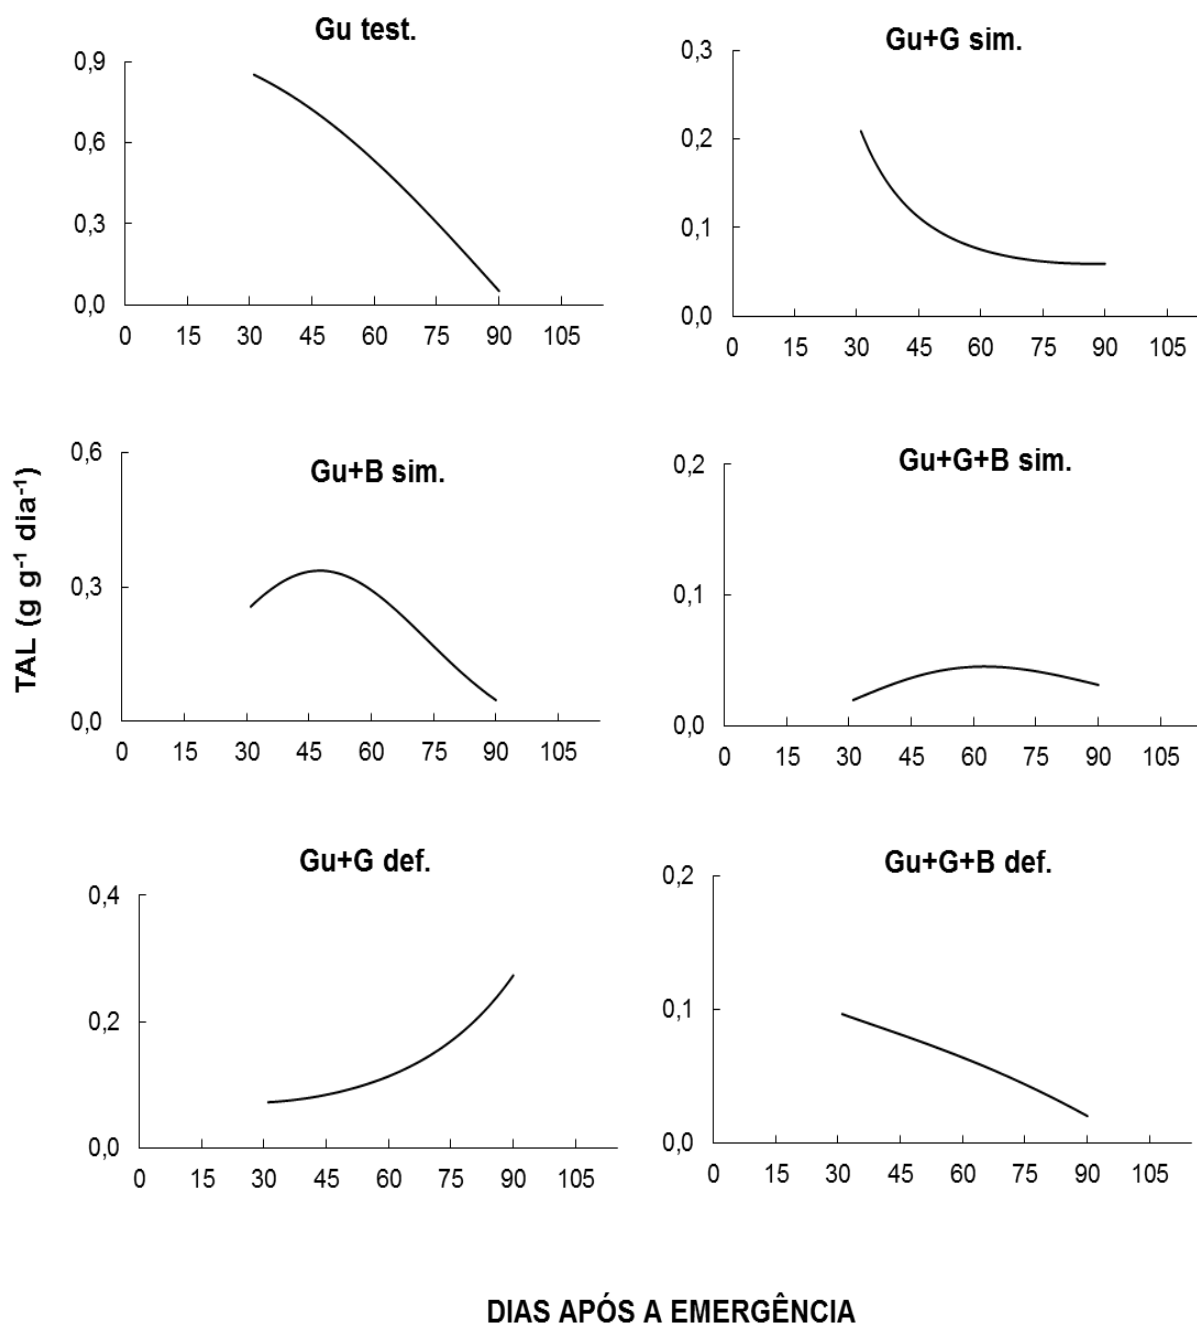 Gu test.
0,9
0,6
0,3
0,0
0 15 30 45 60 75 90 105
Gu+G sim.
0,3
0,2
0,1
0,0
0 15 30 45 60 75 90 105
TAL (g g⁻¹ dia⁻¹)
Gu+B sim.
0,6
0,3
0,0
0 15 30 45 60 75 90 105
Gu+G+B sim.
0,2
0,1
0,0
0 15 30 45 60 75 90 105
Gu+G def.
0,4
0,2
0,0
0 15 30 45 60 75 90 105
Gu+G+B def.
0,2
0,1
0,0
0 15 30 45 60 75 90 105
DIAS APÓS A EMERGÊNCIA